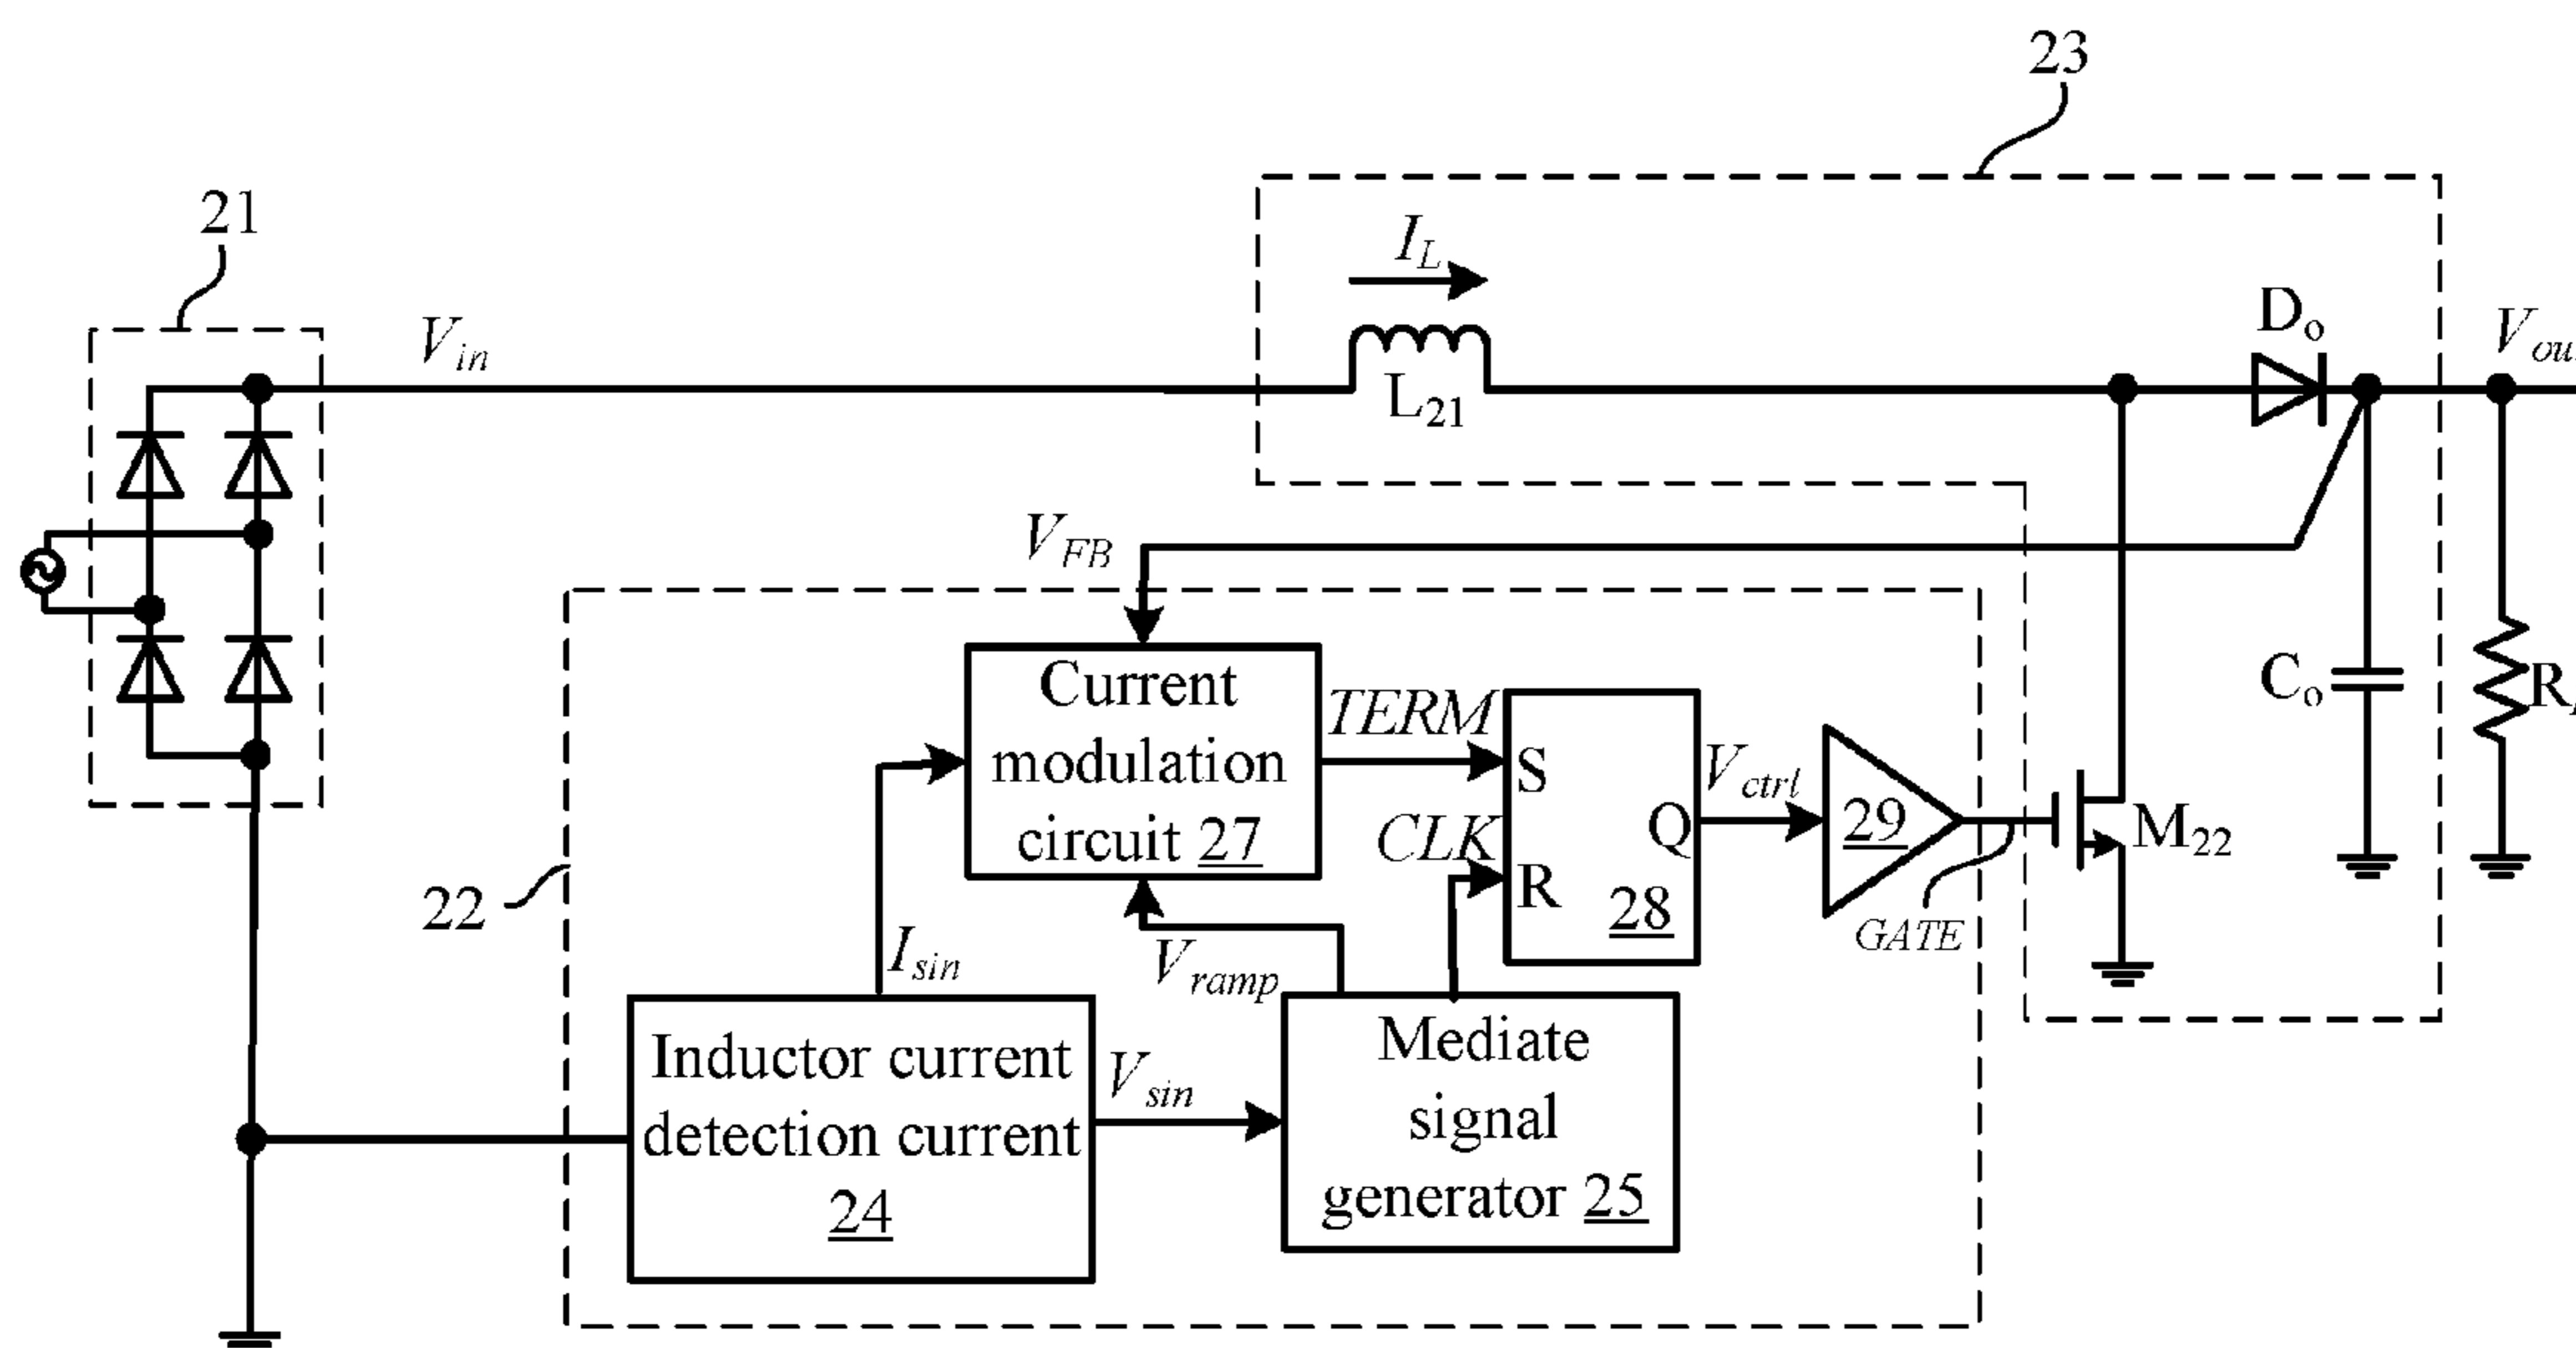 23
21
I_L
V_in
D_o
V_ou
L_21
V_FB
Current
modulation
circuit 27
TERM
S
CLK
R
Q
28
V_ctrl
29
GATE
M_22
C_o
R
22
I_sin
V_ramp
Inductor current
detection current
24
V_sin
Mediate
signal
generator 25